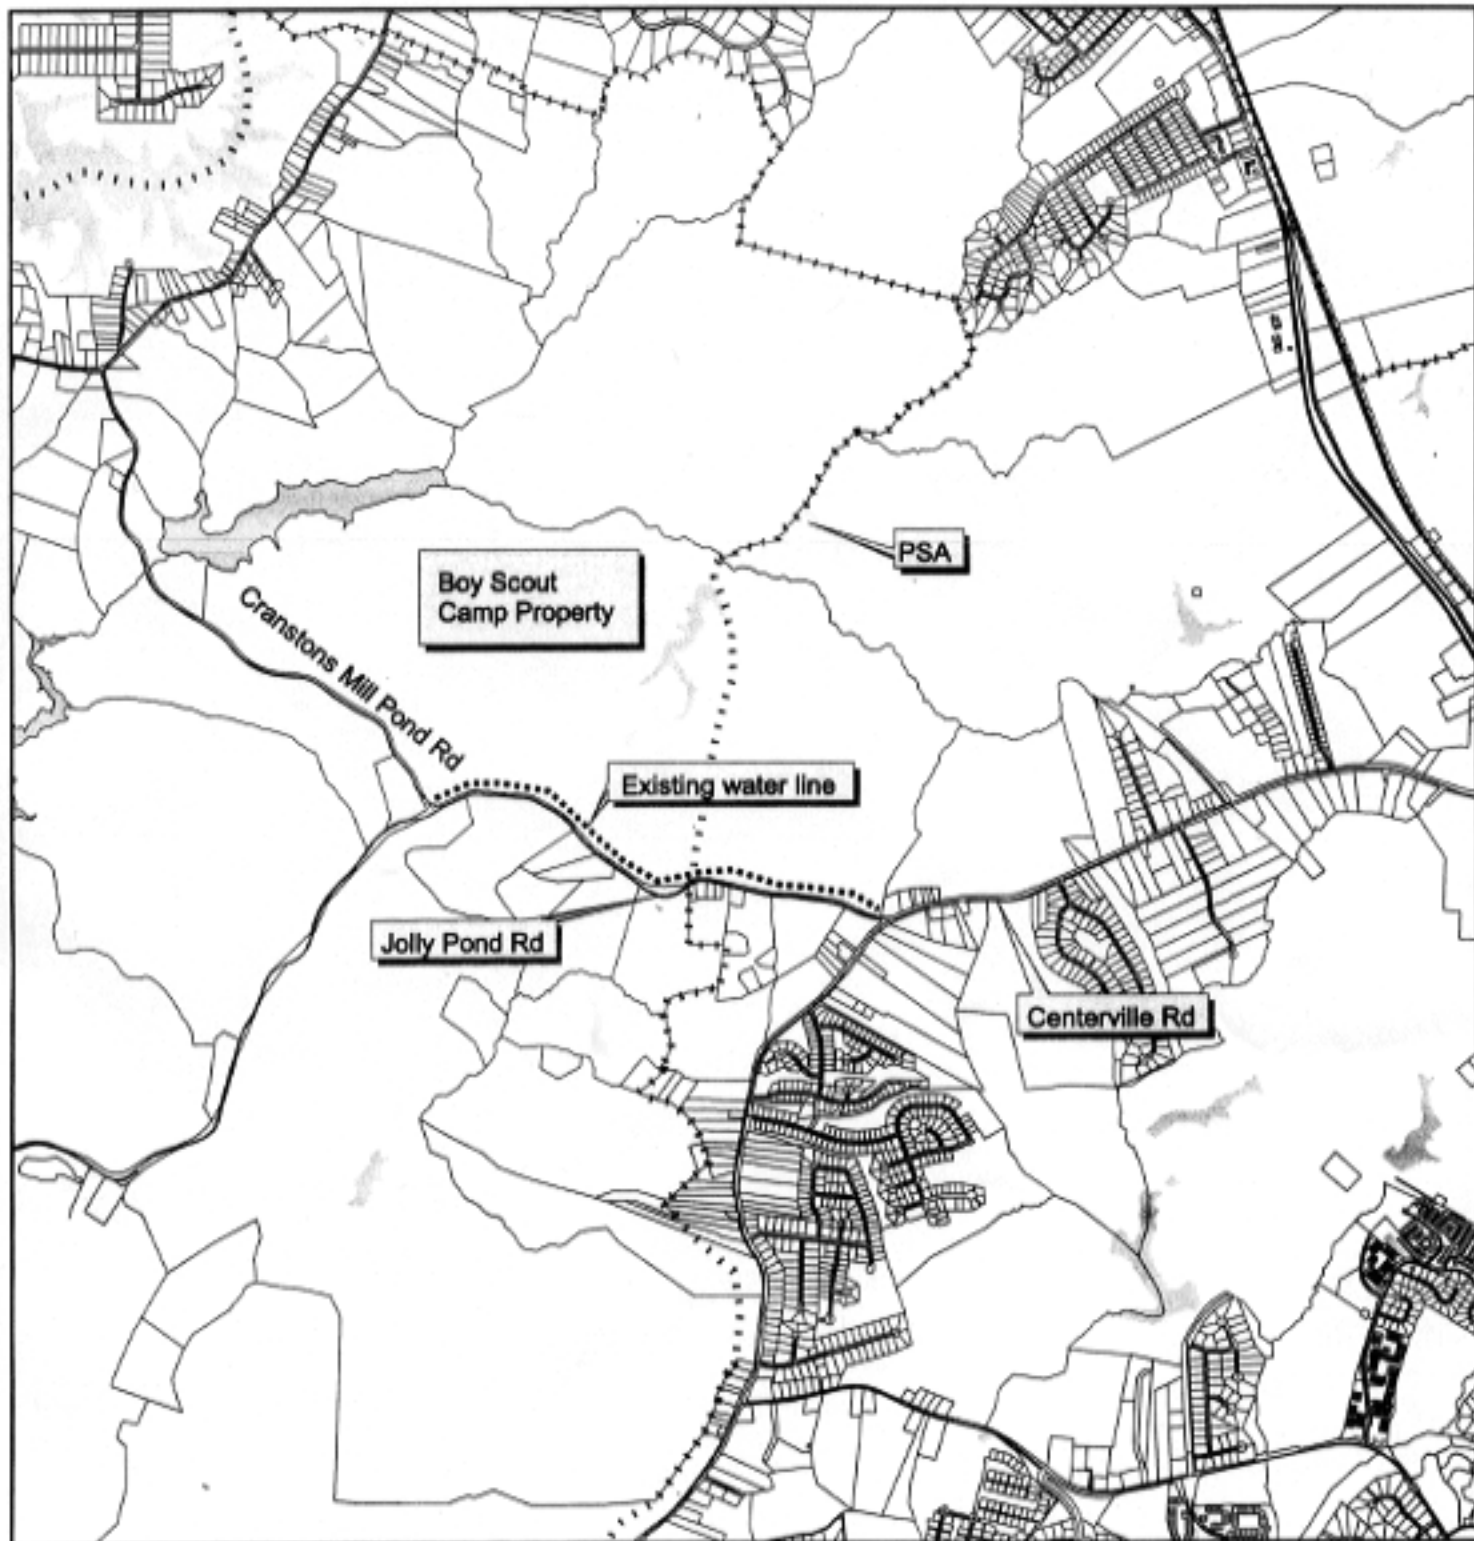 PSA
Boy Scout
Camp Property
Cranstons Mill Pond Rd
Existing water line
Jolly Pond Rd
Centerville Rd